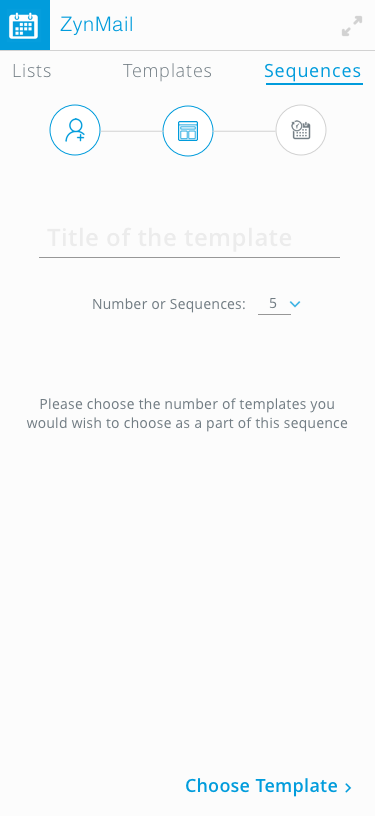 ZynMail
Lists Templates Sequences
Title of the template
Number or Sequences: 5
Please choose the number of templates you
would wish to choose as a part of this sequence
Choose Template